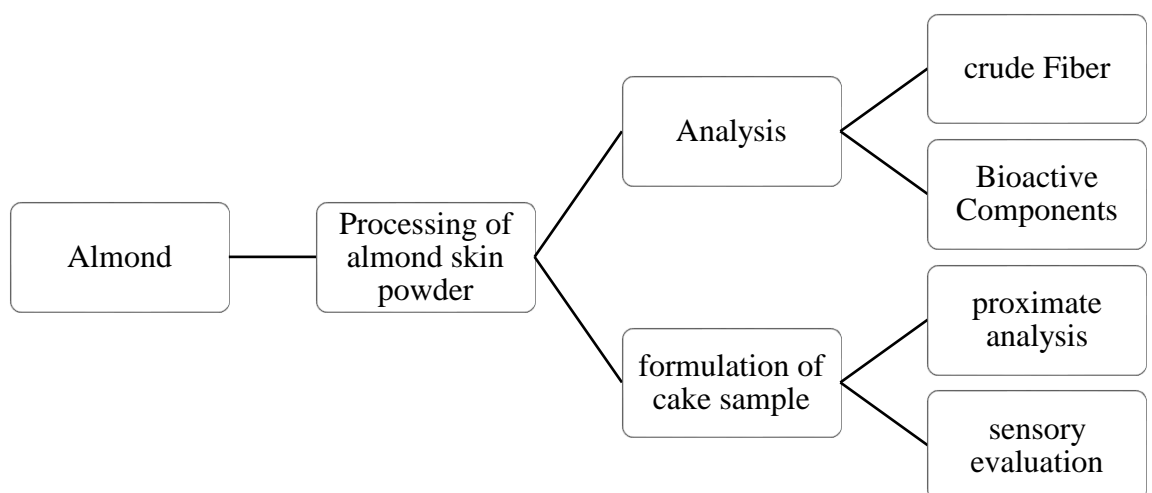 Almond
Processing of
almond skin
powder
Analysis
crude Fiber
Bioactive
Components
formulation of
cake sample
proximate
analysis
sensory
evaluation